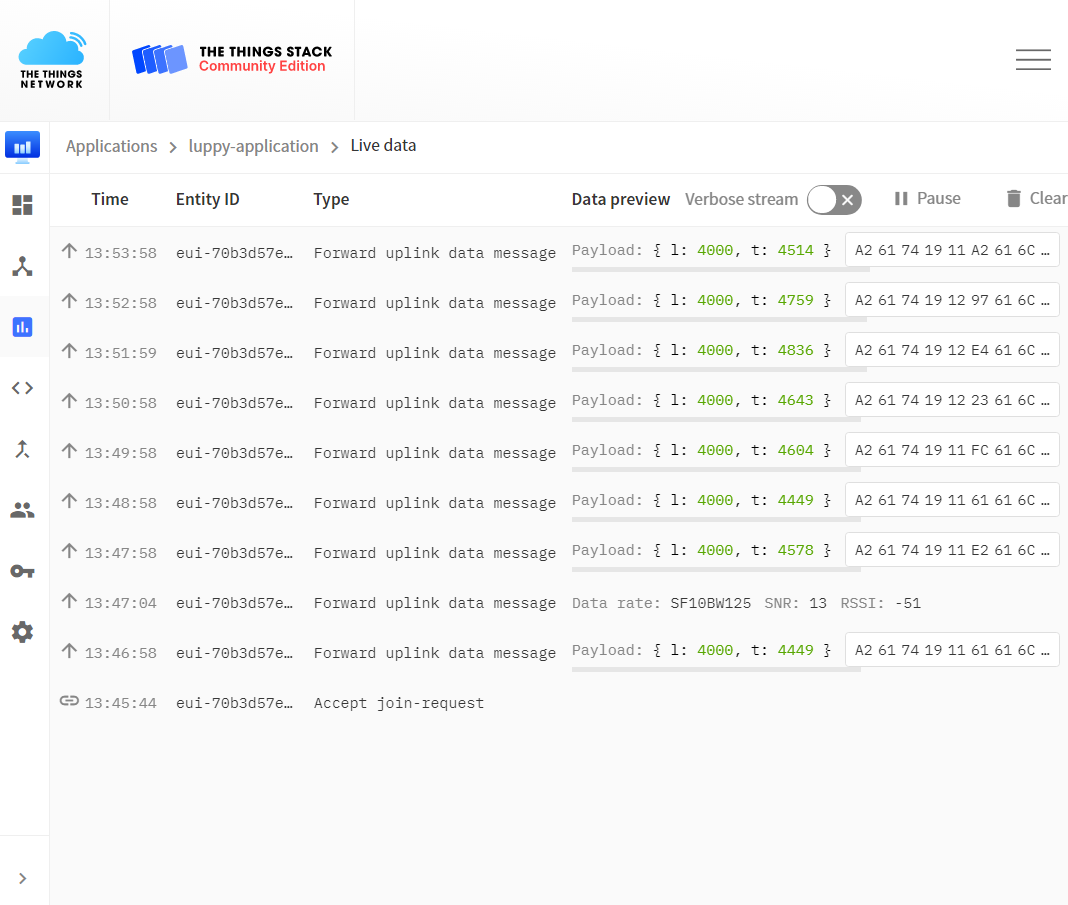 THE THINGS NETWORK
THE THINGS STACK
Community Edition
Applications > luppy-application > Live data
Time Entity ID Type Data preview Verbose stream Pause Clear
13:53:58 eui-70b3d57e… Forward uplink data message Payload: { l: 4000, t: 4514 } A2 61 74 19 11 A2 61 6C …
13:52:58 eui-70b3d57e… Forward uplink data message Payload: { l: 4000, t: 4759 } A2 61 74 19 12 97 61 6C …
13:51:59 eui-70b3d57e… Forward uplink data message Payload: { l: 4000, t: 4836 } A2 61 74 19 12 E4 61 6C …
13:50:58 eui-70b3d57e… Forward uplink data message Payload: { l: 4000, t: 4643 } A2 61 74 19 12 23 61 6C …
13:49:58 eui-70b3d57e… Forward uplink data message Payload: { l: 4000, t: 4604 } A2 61 74 19 11 FC 61 6C …
13:48:58 eui-70b3d57e… Forward uplink data message Payload: { l: 4000, t: 4449 } A2 61 74 19 11 61 61 6C …
13:47:58 eui-70b3d57e… Forward uplink data message Payload: { l: 4000, t: 4578 } A2 61 74 19 11 E2 61 6C …
13:47:04 eui-70b3d57e… Forward uplink data message Data rate: SF10BW125 SNR: 13 RSSI: -51
13:46:58 eui-70b3d57e… Forward uplink data message Payload: { l: 4000, t: 4449 } A2 61 74 19 11 61 61 6C …
13:45:44 eui-70b3d57e… Accept join-request